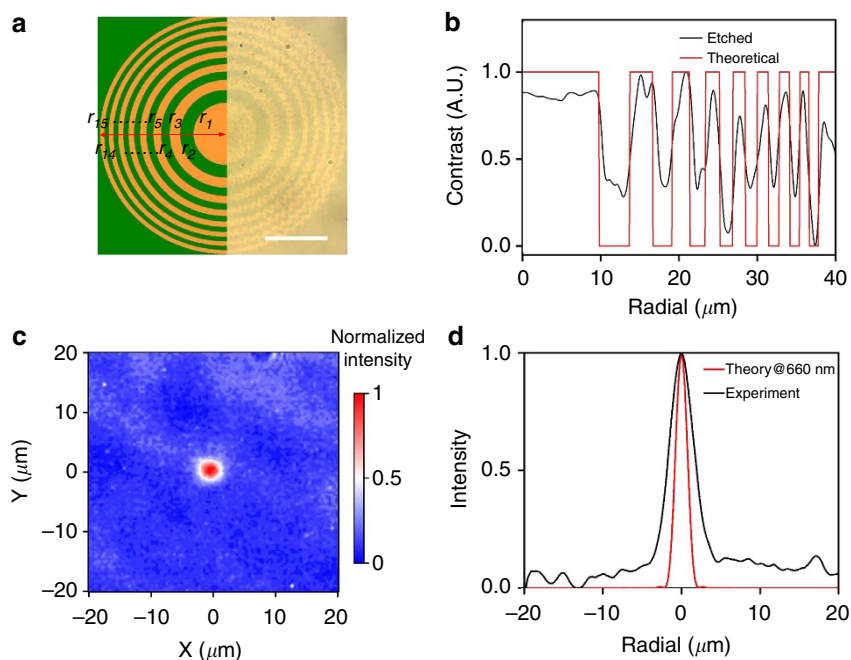 a
r15 ...... r5 r3 r1
r14 ...... r4 r2
b
Etched
Theoretical
Contrast (A.U.)
1.0
0.5
0.0
0 10 20 30 40
Radial (μm)
c
Normalized
intensity
20
10
0
–10
–20
Y (μm)
–20 –10 0 10 20
X (μm)
1
0.5
0
d
Theory@660 nm
Experiment
Intensity
1.0
0.5
0.0
–20 –10 0 10 20
Radial (μm)